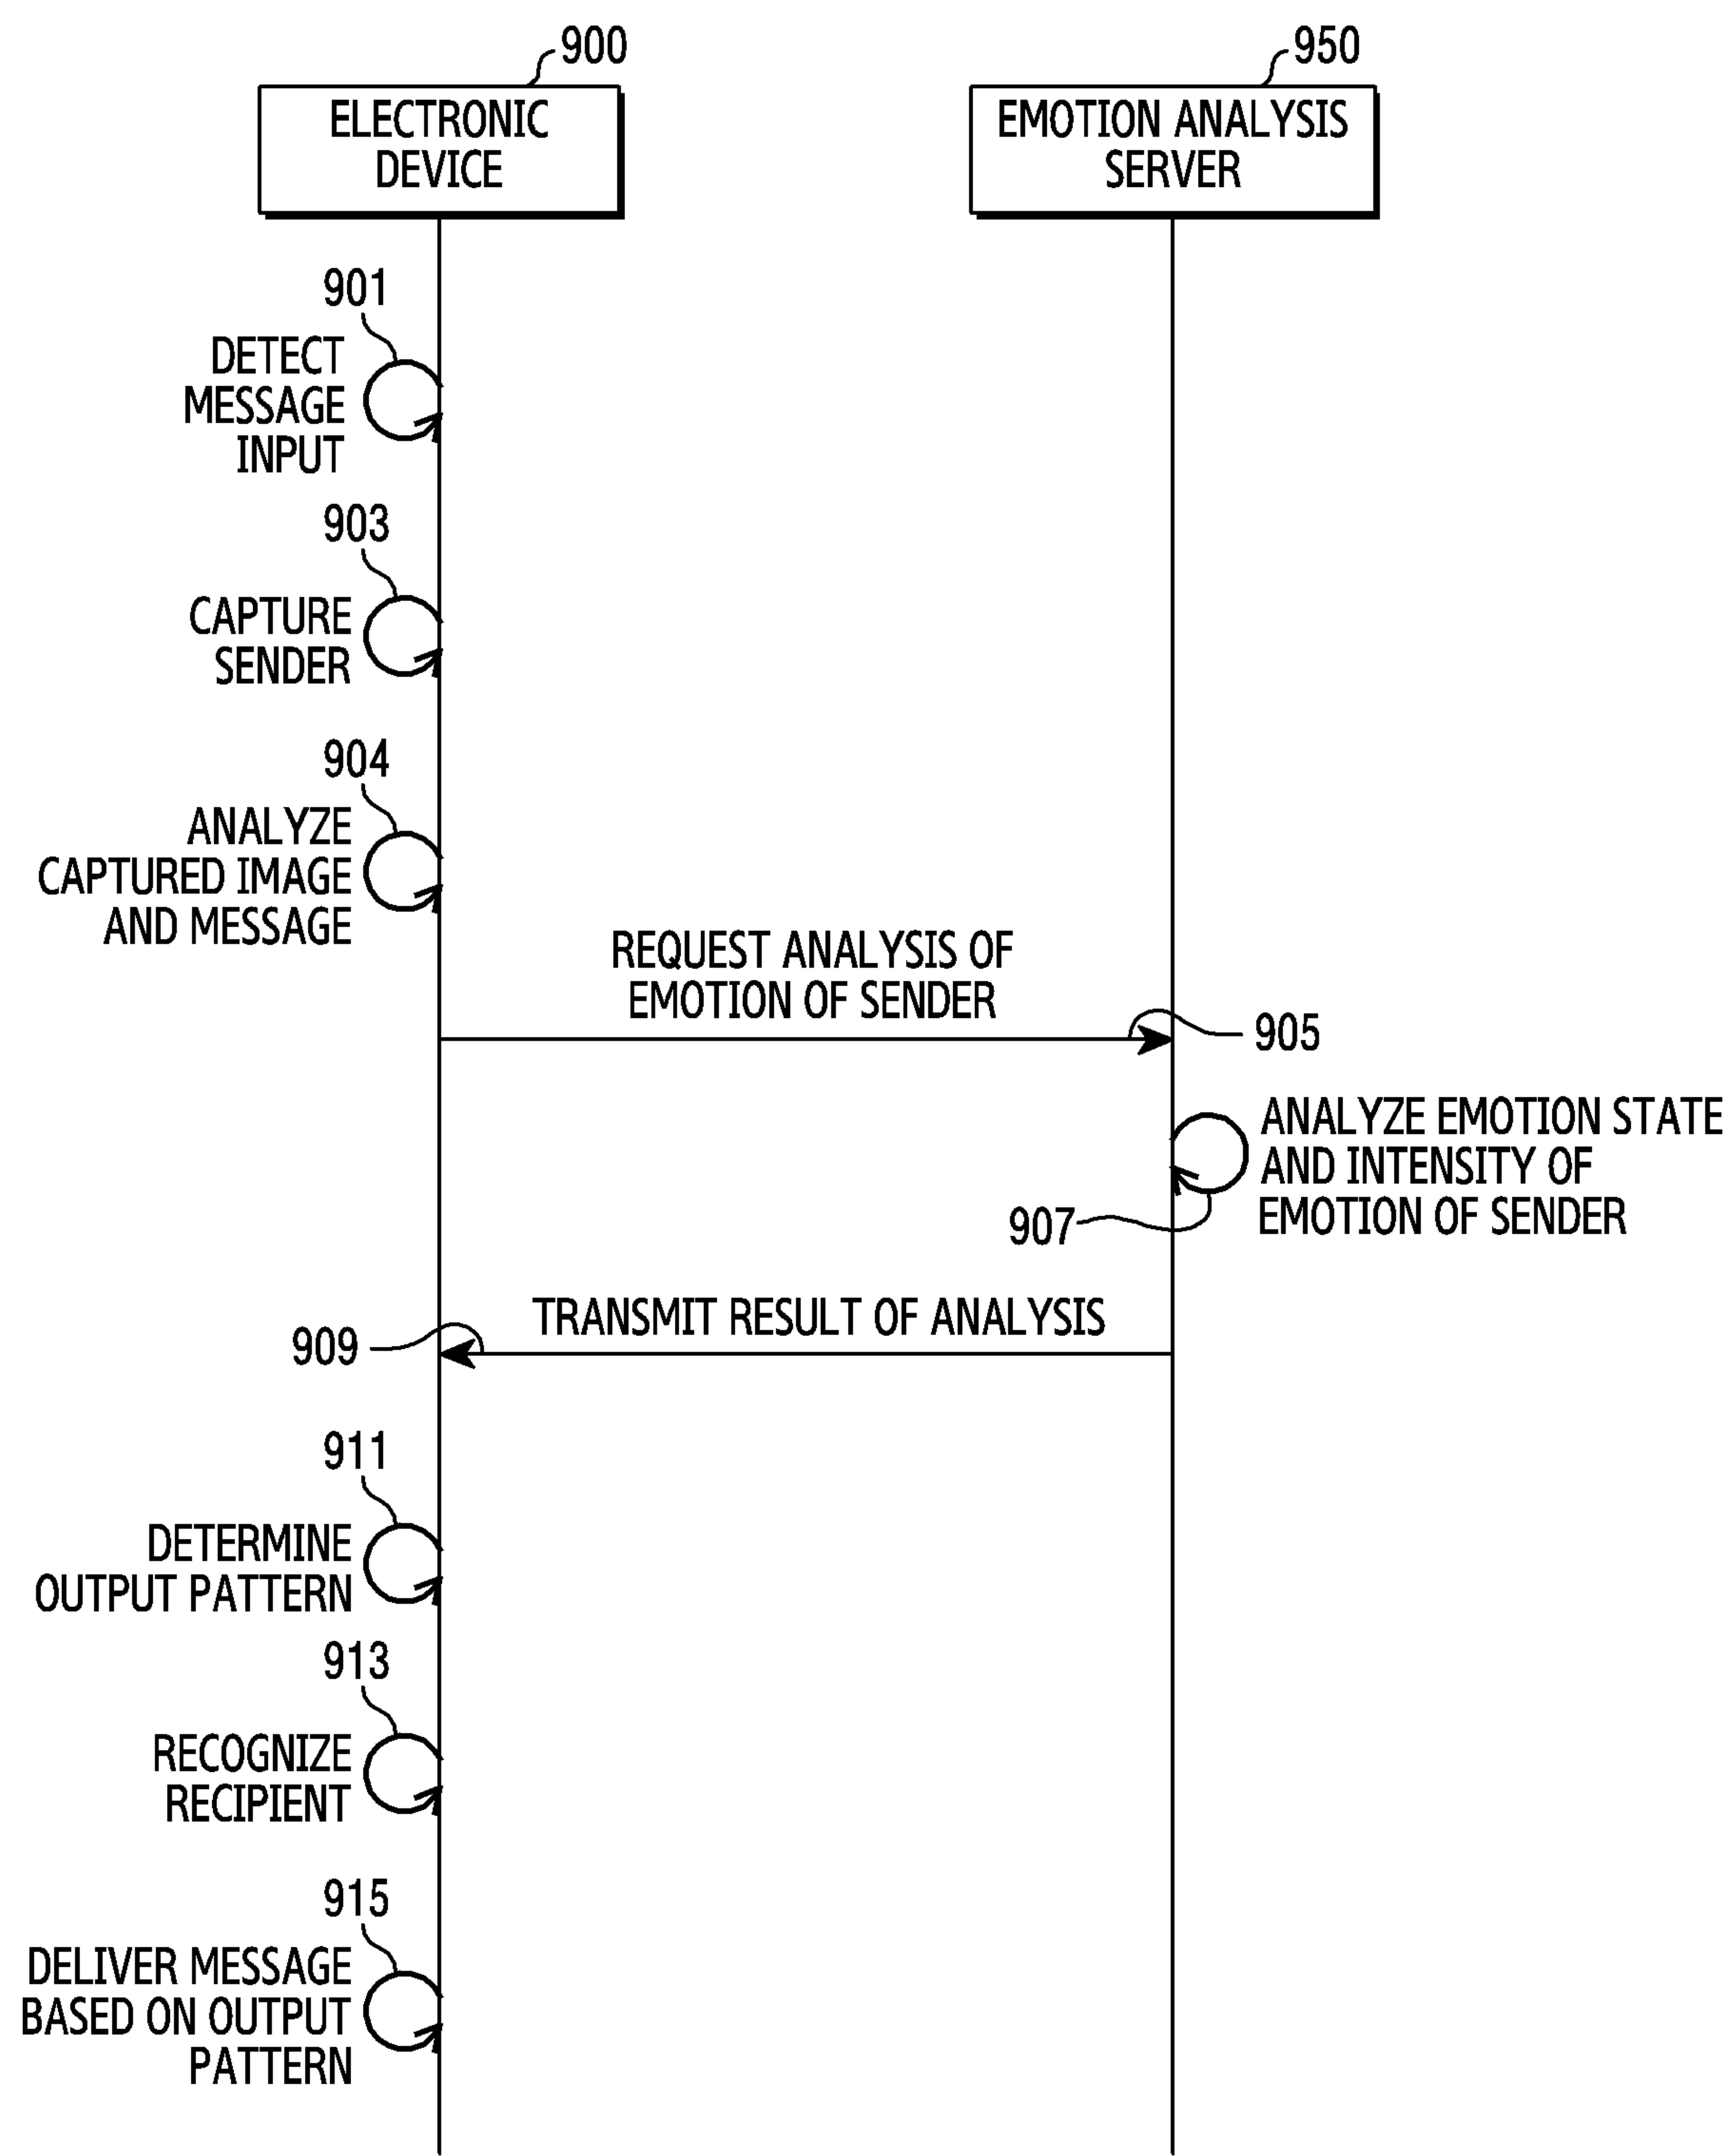 900
ELECTRONIC
DEVICE
950
EMOTION ANALYSIS
SERVER
901
DETECT
MESSAGE
INPUT
903
CAPTURE
SENDER
904
ANALYZE
CAPTURED IMAGE
AND MESSAGE
REQUEST ANALYSIS OF
EMOTION OF SENDER
905
ANALYZE EMOTION STATE
AND INTENSITY OF
EMOTION OF SENDER
907
TRANSMIT RESULT OF ANALYSIS
909
911
DETERMINE
OUTPUT PATTERN
913
RECOGNIZE
RECIPIENT
915
DELIVER MESSAGE
BASED ON OUTPUT
PATTERN